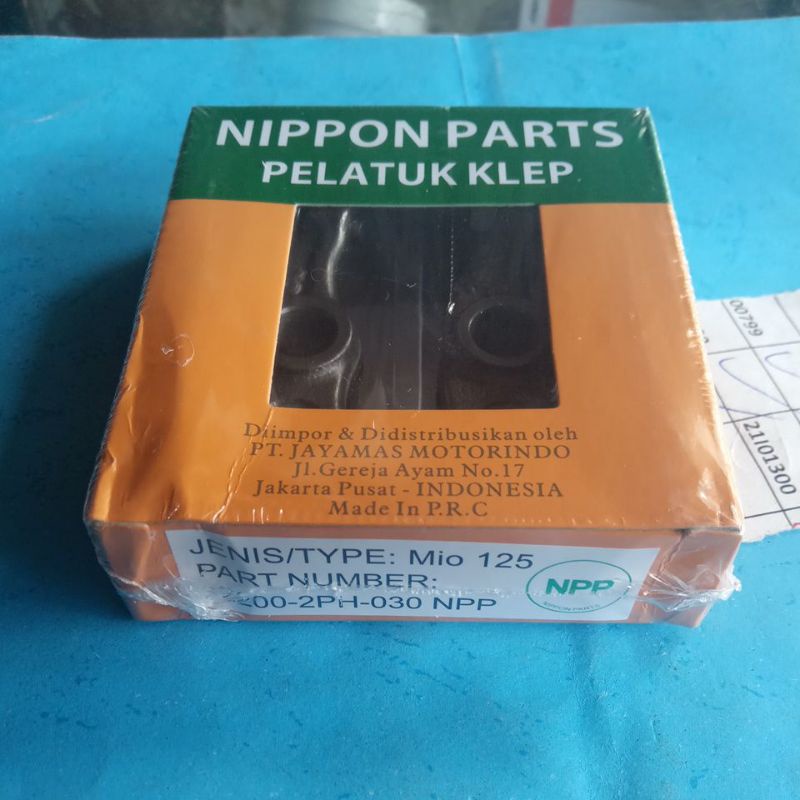 NIPPON PARTS
PELATUK KLEP
Diimpor & Didistribusikan oleh
PT. JAYAMAS MOTORINDO
Jl.Gereja Ayam No.17
Jakarta Pusat - INDONESIA
Made In P.R.C
JENIS/TYPE: Mio 125
PART NUMBER:
200-2PH-030 NPP
NPP
NIPPON PARTS
00799
21I01300